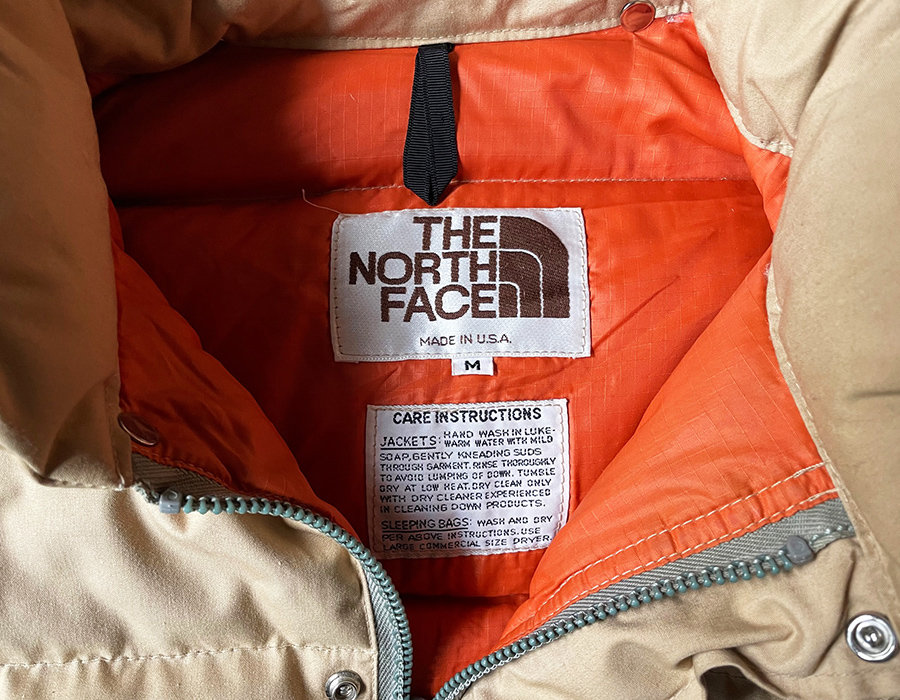 THE
NORTH
FACE
MADE IN U.S.A.
M
CARE INSTRUCTIONS
JACKETS: HAND WASH IN LUKE-
WARM WATER WITH MILD
SOAP, GENTLY KNEADING SUDS
THROUGH GARMENT. RINSE THOROUGHLY
TO AVOID LUMPING OF DOWN. TUMBLE
DRY AT LOW HEAT. DRY CLEAN ONLY
WITH DRY CLEANER EXPERIENCED
IN CLEANING DOWN PRODUCTS.
SLEEPING BAGS: WASH AND DRY
PER ABOVE INSTRUCTIONS. USE
LARGE COMMERCIAL SIZE DRYER.